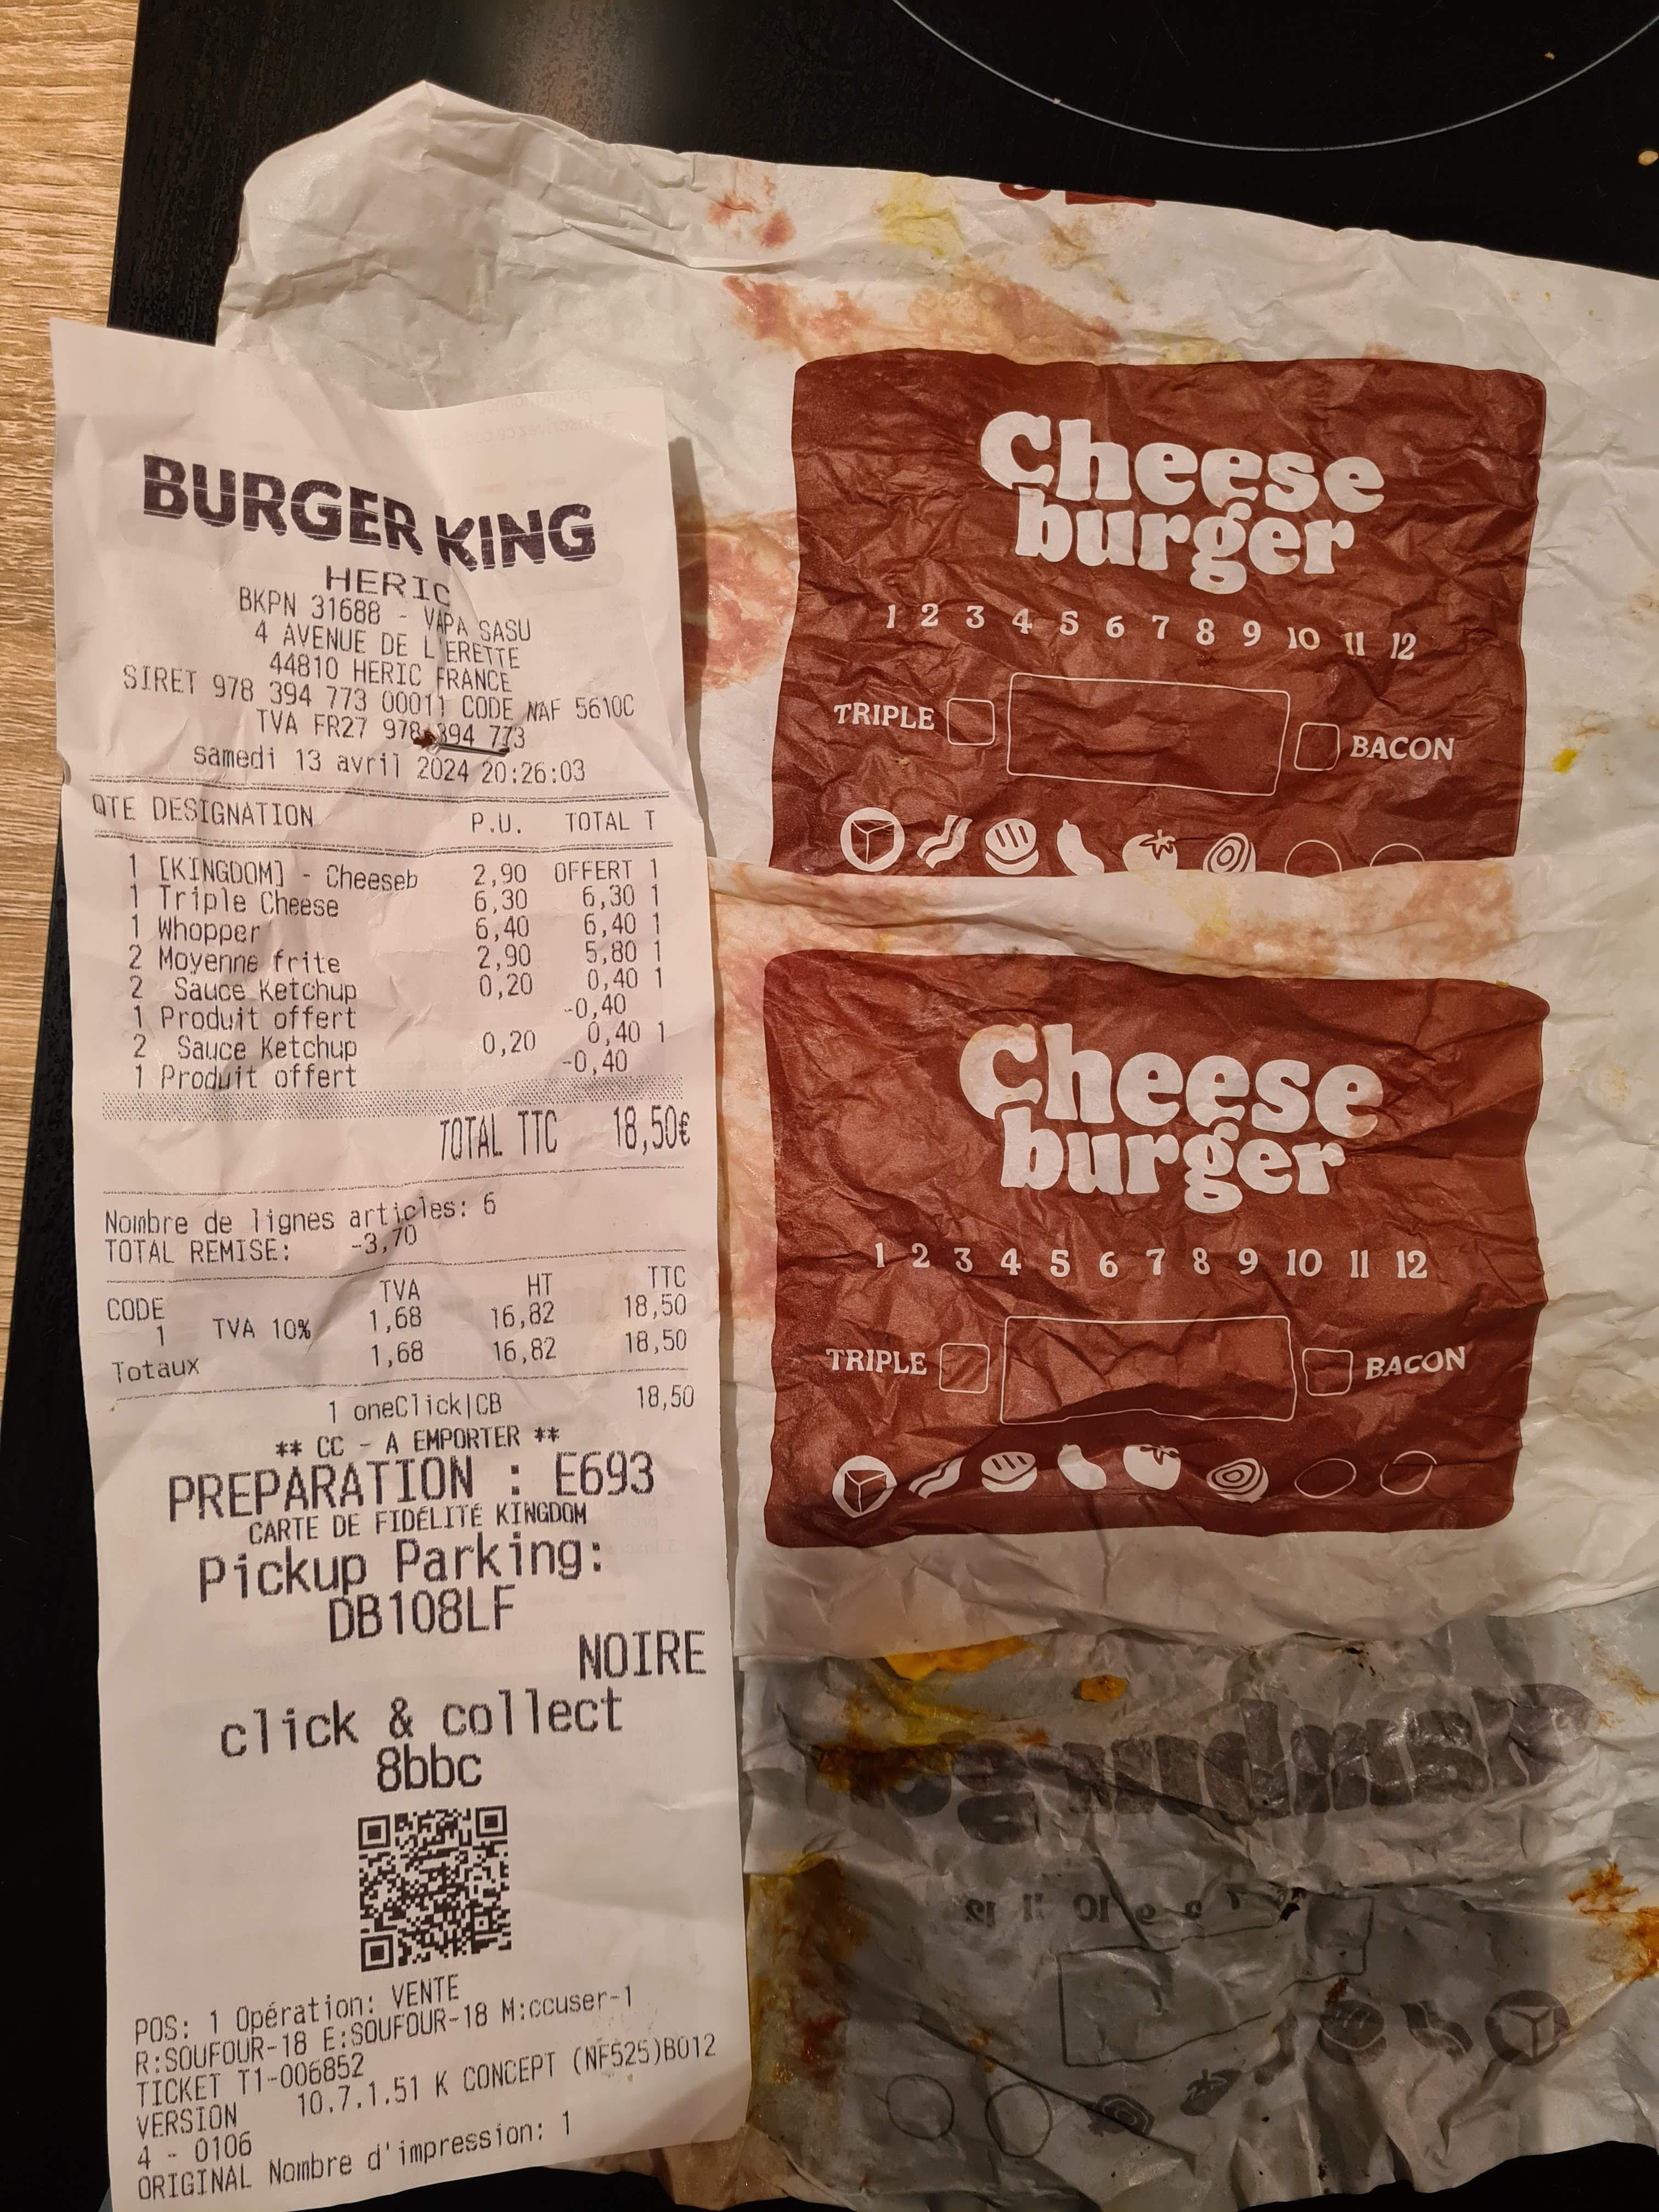 BURGER KING
HERIC
BKPN 31688 - VAPA SASU
4 AVENUE DE L'ERETTE
44810 HERIC FRANCE
SIRET 978 394 773 00011 CODE NAF 5610C
TVA FR27 978 394 773
samedi 13 avril 2024 20:26:03
QTE DESIGNATION P.U. TOTAL T
1 [KINGDOM] - Cheeseb 2,90 OFFERT 1
1 Triple Cheese 6,30 6,30 1
1 Whopper 6,40 6,40 1
2 Moyenne frite 2,90 5,80 1
2 Sauce Ketchup 0,20 0,40 1
1 Produit offert -0,40
2 Sauce Ketchup 0,20 0,40 1
1 Produit offert -0,40
TOTAL TTC 18,50€
Nombre de lignes articles: 6
TOTAL REMISE: -3,70
CODE TVA HT TTC
1 TVA 10% 1,68 16,82 18,50
Totaux 1,68 16,82 18,50
1 oneClick|CB 18,50
** CC - A EMPORTER **
PREPARATION : E693
CARTE DE FIDÉLITÉ KINGDOM
Pickup Parking:
DB108LF
NOIRE
click & collect
8bbc
POS: 1 Opération: VENTE
R:SOUFOUR-18 E:SOUFOUR-18 M:ccuser-1
TICKET T1-006852
VERSION 10.7.1.51 K CONCEPT (NF525)B012
4 - 0106
ORIGINAL Nombre d'impression: 1
Cheese
burger
1 2 3 4 5 6 7 8 9 10 11 12
TRIPLE BACON
Cheese
burger
1 2 3 4 5 6 7 8 9 10 11 12
TRIPLE BACON
7 9 10 11 12